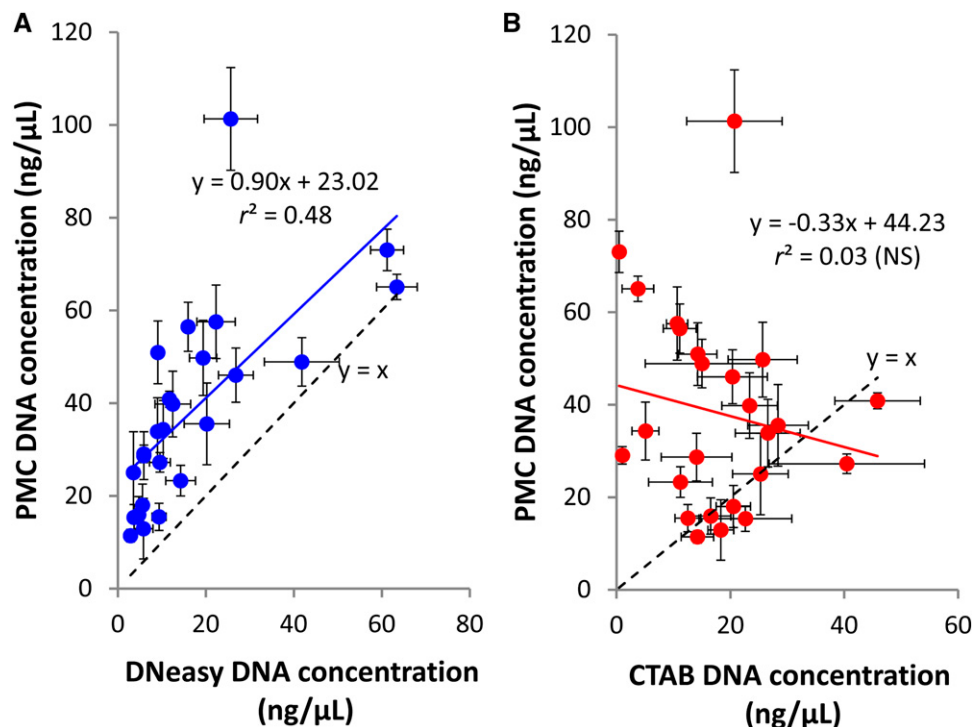 A
PMC DNA concentration (ng/µL)
120
100
80
60
40
20
0
y = 0.90x + 23.02
r² = 0.48
y = x
0 20 40 60 80
DNeasy DNA concentration
(ng/µL)
B
PMC DNA concentration (ng/µL)
120
100
80
60
40
20
0
y = -0.33x + 44.23
r² = 0.03 (NS)
y = x
0 20 40 60
CTAB DNA concentration
(ng/µL)